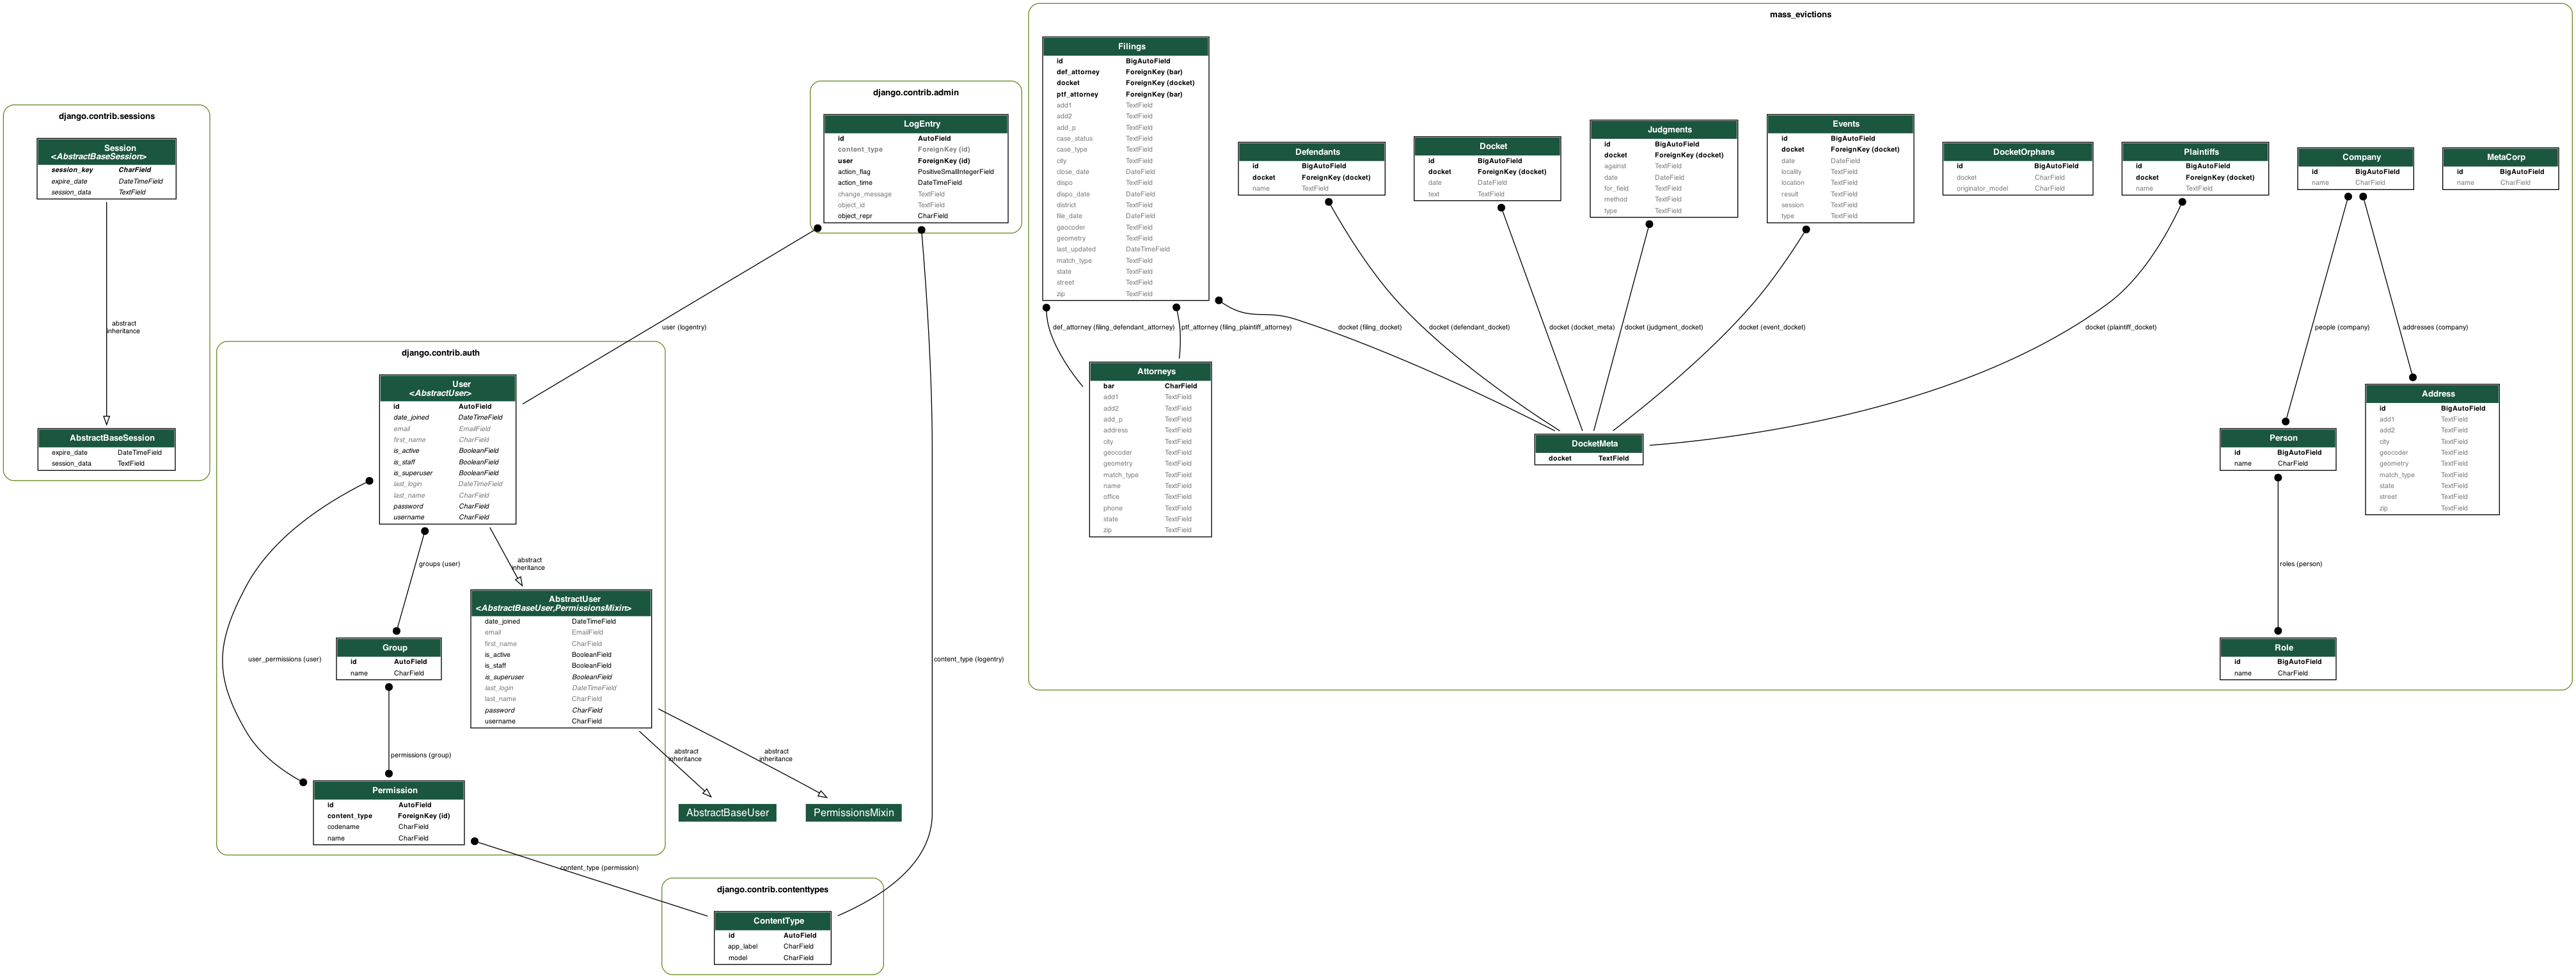 django.contrib.sessions
Session
<AbstractBaseSession>
session_key CharField
expire_date DateTimeField
session_data TextField
abstract
inheritance
AbstractBaseSession
expire_date DateTimeField
session_data TextField
django.contrib.auth
User
<AbstractUser>
id AutoField
date_joined DateTimeField
email EmailField
first_name CharField
is_active BooleanField
is_staff BooleanField
is_superuser BooleanField
last_login DateTimeField
last_name CharField
password CharField
username CharField
groups (user)
abstract
inheritance
user_permissions (user)
AbstractUser
<AbstractBaseUser,PermissionsMixin>
date_joined DateTimeField
email EmailField
first_name CharField
is_active BooleanField
is_staff BooleanField
is_superuser BooleanField
last_login DateTimeField
last_name CharField
password CharField
username CharField
Group
id AutoField
name CharField
permissions (group)
Permission
id AutoField
content_type ForeignKey (id)
codename CharField
name CharField
abstract
inheritance
abstract
inheritance
AbstractBaseUser
PermissionsMixin
content_type (permission)
django.contrib.contenttypes
ContentType
id AutoField
app_label CharField
model CharField
django.contrib.admin
LogEntry
id AutoField
content_type ForeignKey (id)
user ForeignKey (id)
action_flag PositiveSmallIntegerField
action_time DateTimeField
change_message TextField
object_id TextField
object_repr CharField
user (logentry)
content_type (logentry)
mass_evictions
Filings
id BigAutoField
def_attorney ForeignKey (bar)
docket ForeignKey (docket)
ptf_attorney ForeignKey (bar)
add1 TextField
add2 TextField
add_p TextField
case_status TextField
case_type TextField
city TextField
close_date DateField
dispo TextField
dispo_date DateField
district TextField
file_date DateField
geocoder TextField
geometry TextField
last_updated DateTimeField
match_type TextField
state TextField
street TextField
zip TextField
Defendants
id BigAutoField
docket ForeignKey (docket)
name TextField
Docket
id BigAutoField
docket ForeignKey (docket)
date DateField
text TextField
Judgments
id BigAutoField
docket ForeignKey (docket)
against TextField
date DateField
for_field TextField
method TextField
type TextField
Events
id BigAutoField
docket ForeignKey (docket)
date DateField
locality TextField
location TextField
result TextField
session TextField
type TextField
DocketOrphans
id BigAutoField
docket CharField
originator_model CharField
Plaintiffs
id BigAutoField
docket ForeignKey (docket)
name TextField
Company
id BigAutoField
name CharField
MetaCorp
id BigAutoField
name CharField
def_attorney (filing_defendant_attorney)
ptf_attorney (filing_plaintiff_attorney)
docket (filing_docket)
docket (defendant_docket)
docket (docket_meta)
docket (judgment_docket)
docket (event_docket)
docket (plaintiff_docket)
people (company)
addresses (company)
Attorneys
bar CharField
add1 TextField
add2 TextField
add_p TextField
address TextField
city TextField
geocoder TextField
geometry TextField
match_type TextField
name TextField
office TextField
phone TextField
state TextField
zip TextField
DocketMeta
docket TextField
Person
id BigAutoField
name CharField
Address
id BigAutoField
add1 TextField
add2 TextField
city TextField
geocoder TextField
geometry TextField
match_type TextField
state TextField
street TextField
zip TextField
roles (person)
Role
id BigAutoField
name CharField